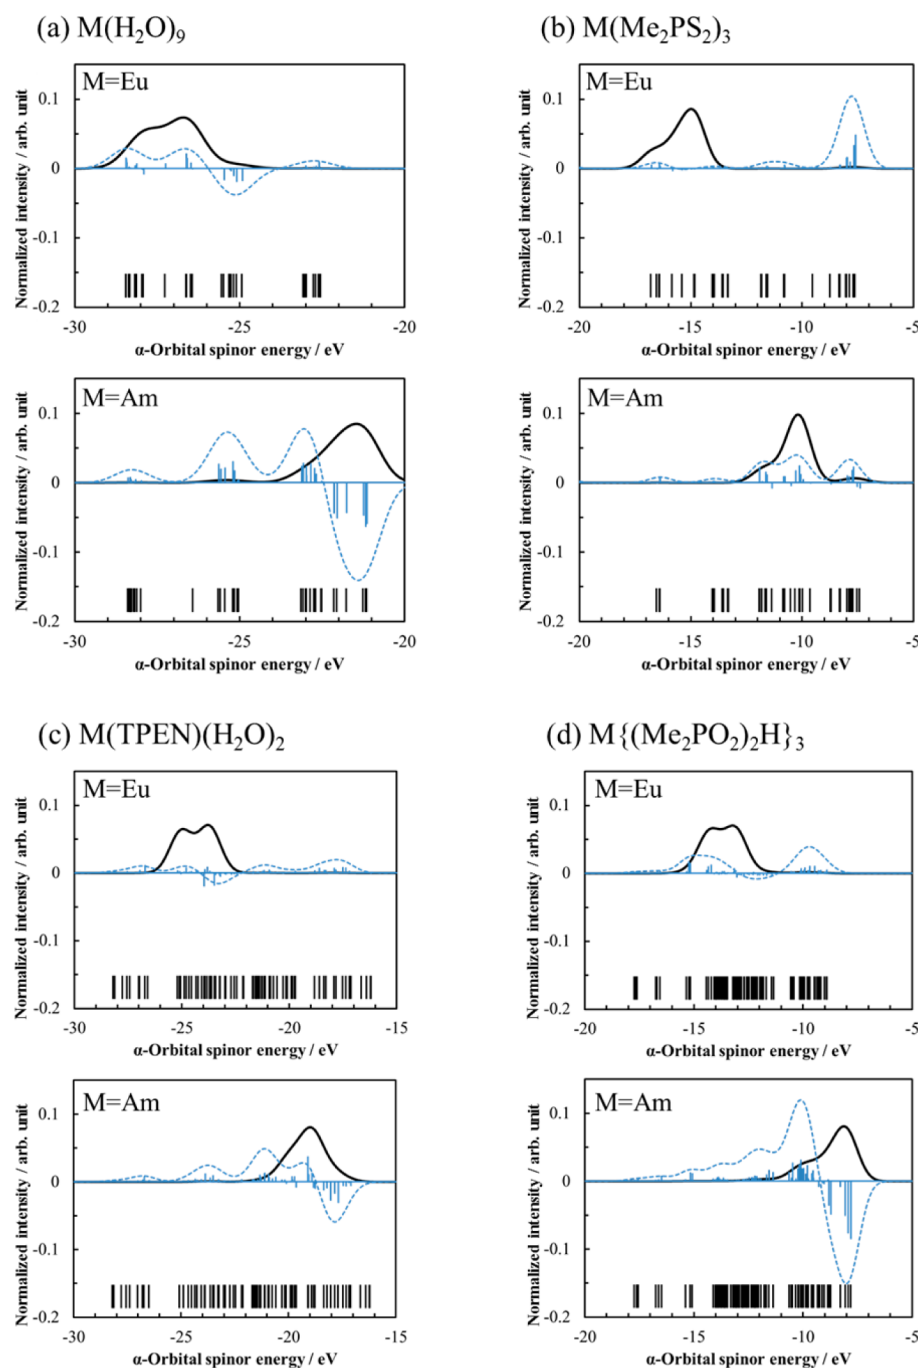 (a) M(H₂O)₉
M=Eu
Normalized intensity / arb. unit
0.1
0
-0.1
-0.2
-30 -25 -20
α-Orbital spinor energy / eV
M=Am
Normalized intensity / arb. unit
0.1
0
-0.1
-0.2
-30 -25 -20
α-Orbital spinor energy / eV
(b) M(Me₂PS₂)₃
M=Eu
Normalized intensity / arb. unit
0.1
0
-0.1
-0.2
-20 -15 -10 -5
α-Orbital spinor energy / eV
M=Am
Normalized intensity / arb. unit
0.1
0
-0.1
-0.2
-20 -15 -10 -5
α-Orbital spinor energy / eV
(c) M(TPEN)(H₂O)₂
M=Eu
Normalized intensity / arb. unit
0.1
0
-0.1
-0.2
-30 -25 -20 -15
α-Orbital spinor energy / eV
M=Am
Normalized intensity / arb. unit
0.1
0
-0.1
-0.2
-30 -25 -20 -15
α-Orbital spinor energy / eV
(d) M{(Me₂PO₂)₂H}₃
M=Eu
Normalized intensity / arb. unit
0.1
0
-0.1
-0.2
-20 -15 -10 -5
α-Orbital spinor energy / eV
M=Am
Normalized intensity / arb. unit
0.1
0
-0.1
-0.2
-20 -15 -10 -5
α-Orbital spinor energy / eV